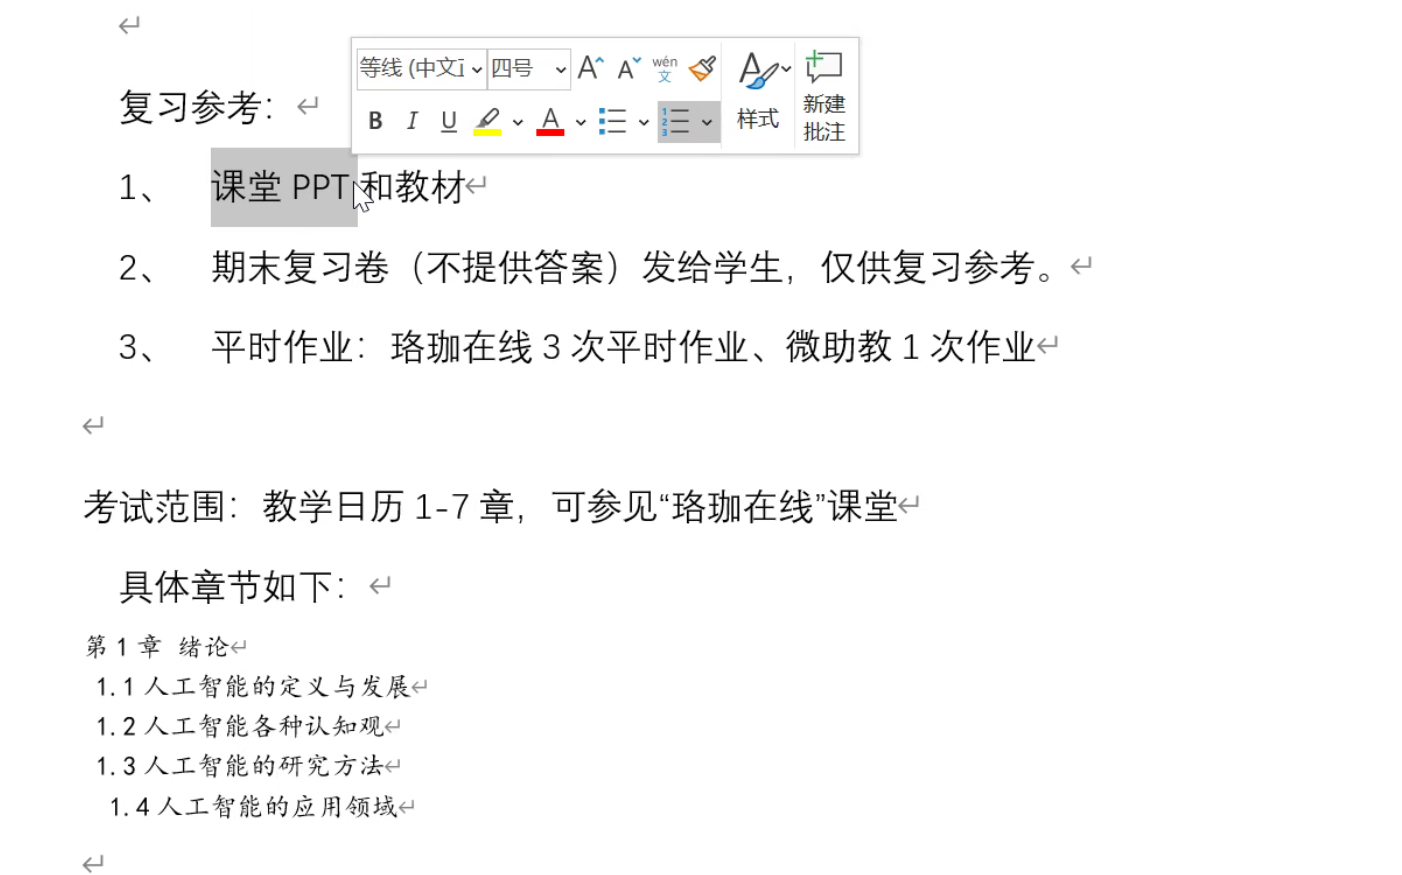 等线 (中文 四号
wén
文
样式
新建
批注
B I U A
复习参考：
1、 课堂 PPT 和教材
2、 期末复习卷（不提供答案）发给学生，仅供复习参考。
3、 平时作业：珞珈在线 3 次平时作业、微助教 1 次作业
考试范围：教学日历 1-7 章，可参见“珞珈在线”课堂
具体章节如下：
第 1 章 绪论
1.1 人工智能的定义与发展
1.2 人工智能各种认知观
1.3 人工智能的研究方法
1.4 人工智能的应用领域